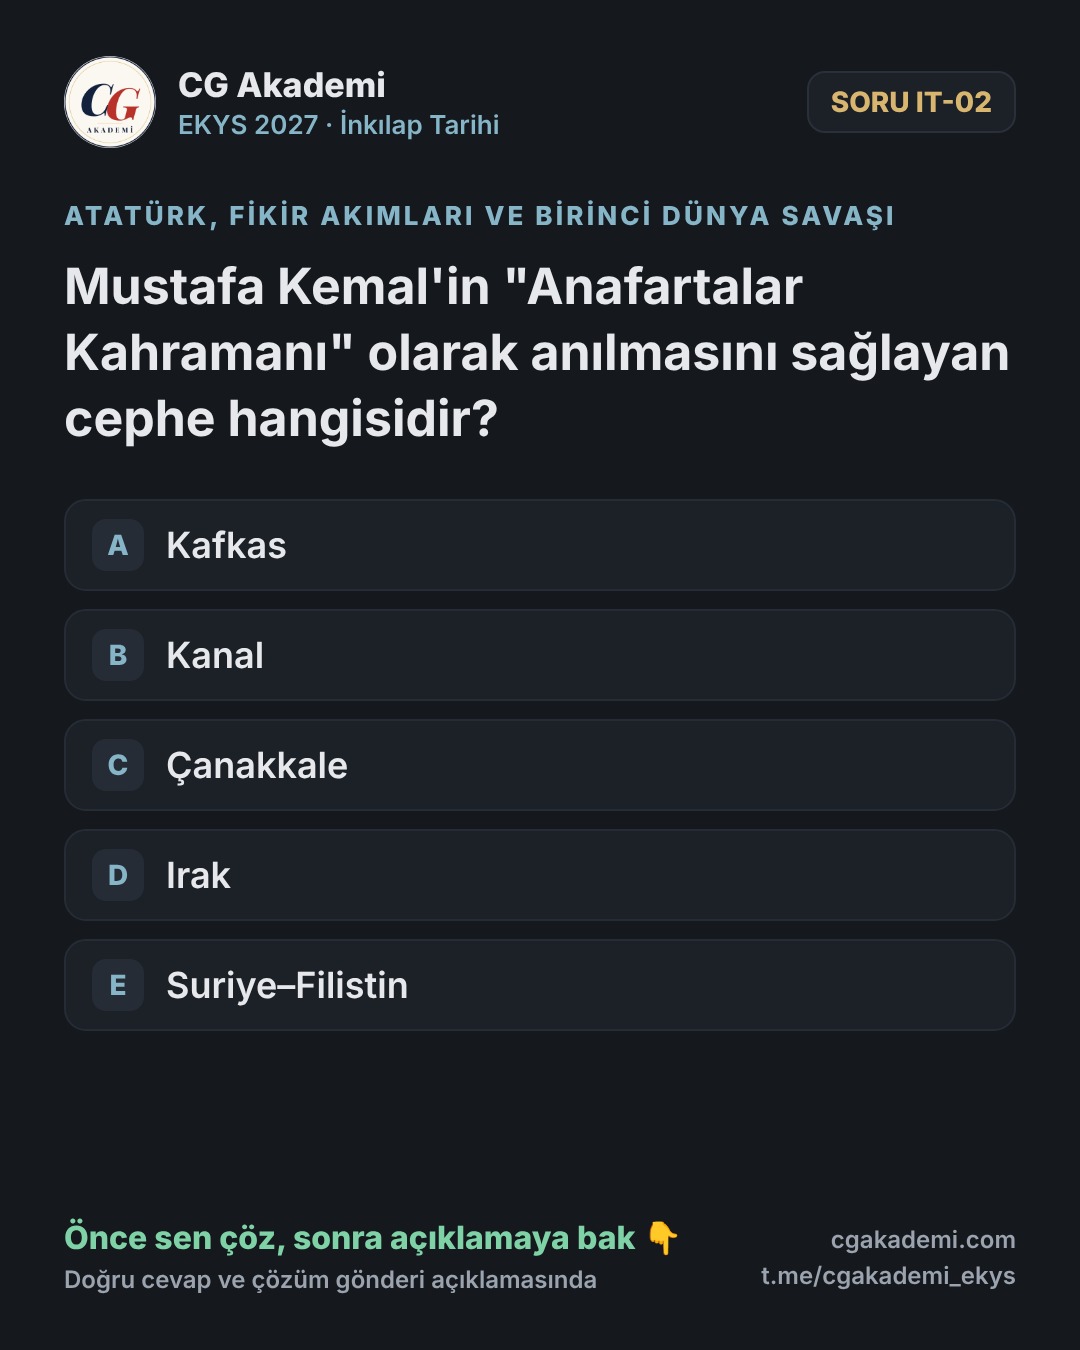 CG
AKADEMİ
CG Akademi
EKYS 2027 · İnkılap Tarihi
SORU IT-02
ATATÜRK, FİKİR AKIMLARI VE BİRİNCİ DÜNYA SAVAŞI
Mustafa Kemal'in "Anafartalar
Kahramanı" olarak anılmasını sağlayan
cephe hangisidir?
A Kafkas
B Kanal
C Çanakkale
D Irak
E Suriye–Filistin
Önce sen çöz, sonra açıklamaya bak 👇
Doğru cevap ve çözüm gönderi açıklamasında
cgakademi.com
t.me/cgakademi_ekys